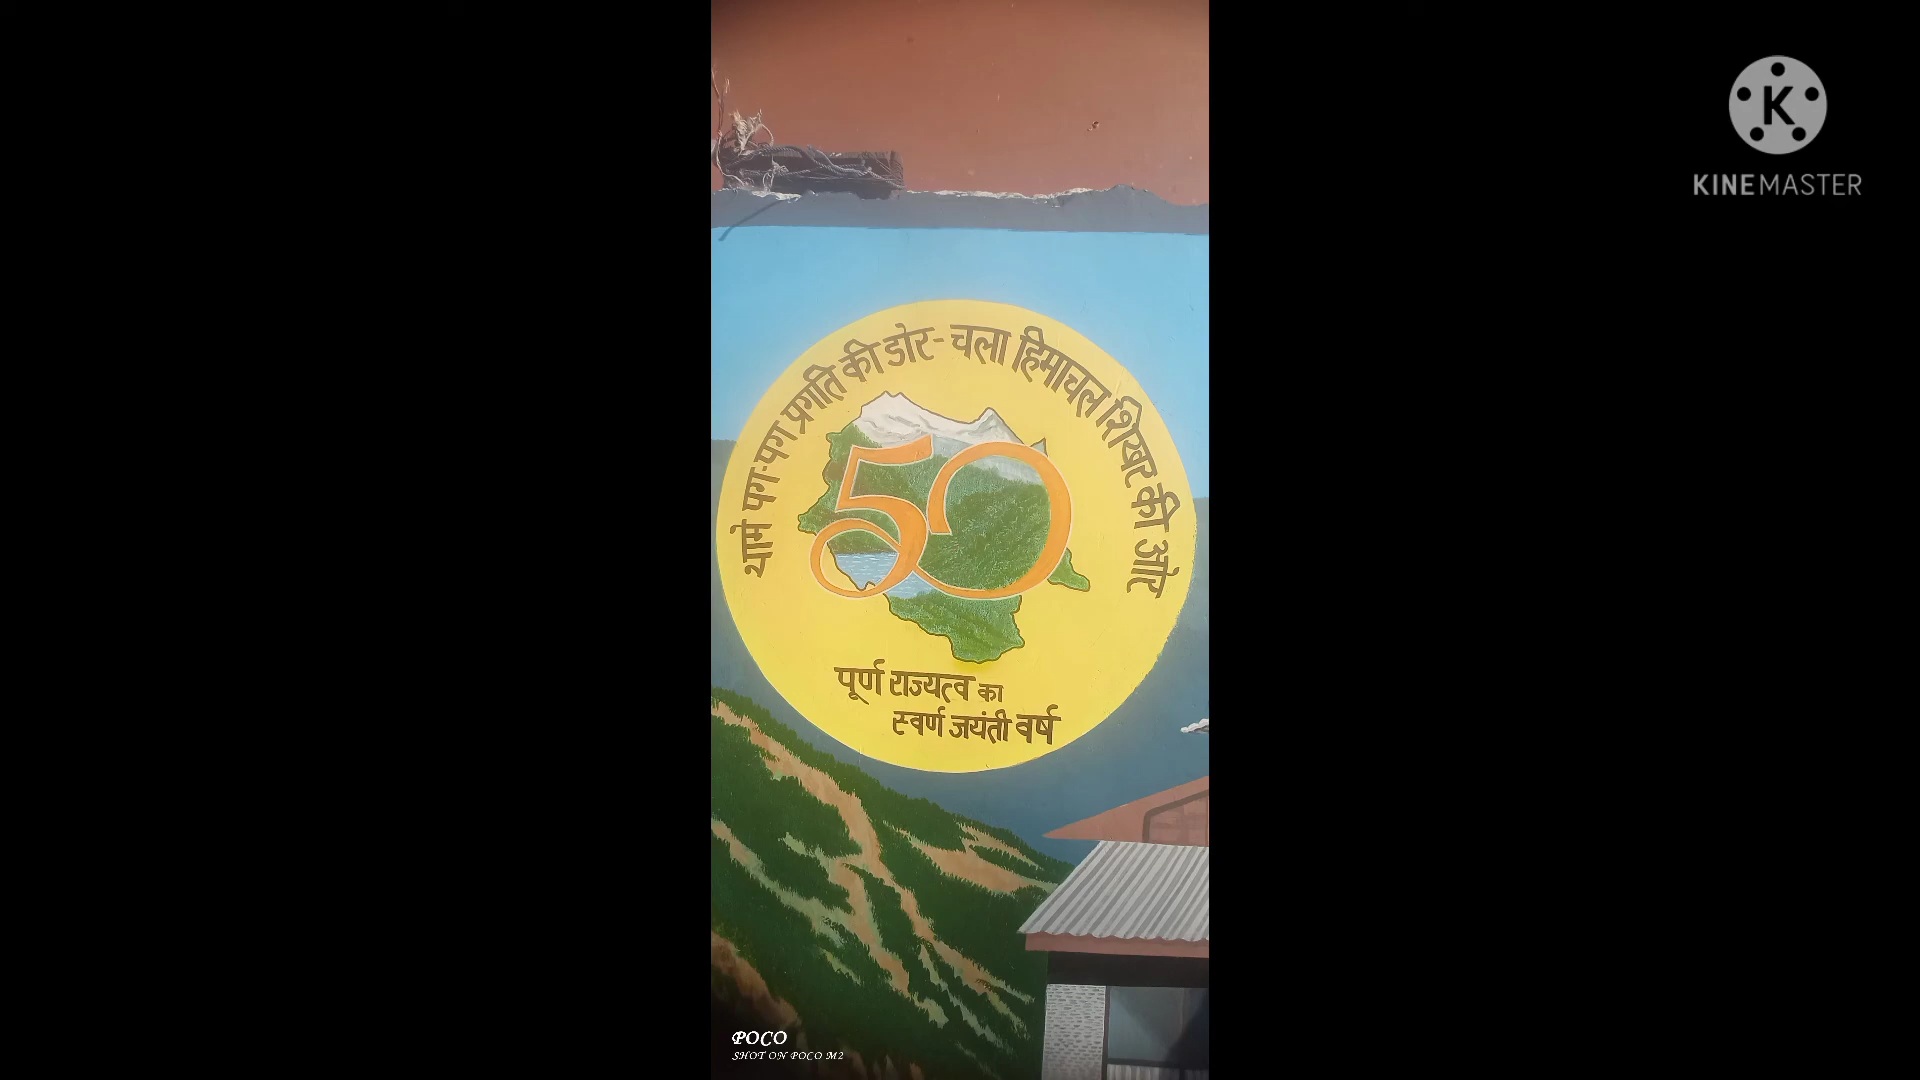 थामे पग-पग प्रगति की डोर - चला हिमाचल शिखर की ओर
50
पूर्ण राज्यत्व का
स्वर्ण जयंती वर्ष
K
KINEMASTER
POCO
SHOT ON POCO M2